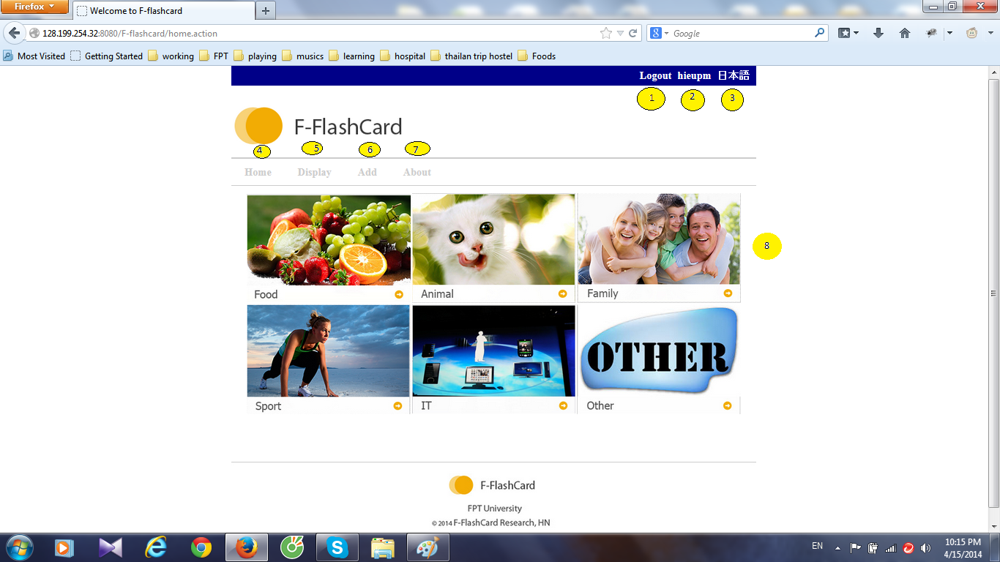 Firefox
Welcome to F-flashcard
128.199.254.32:8080/F-flashcard/home.action
Google
Most Visited Getting Started working FPT playing musics learning hospital thailan trip hostel Foods
Logout hieupm 日本語
1 2 3
F-FlashCard
4 5 6 7
Home Display Add About
8
Food Animal Family
OTHER
Sport IT Other
F-FlashCard
FPT University
© 2014 F-FlashCard Research, HN
EN 10:15 PM
4/15/2014